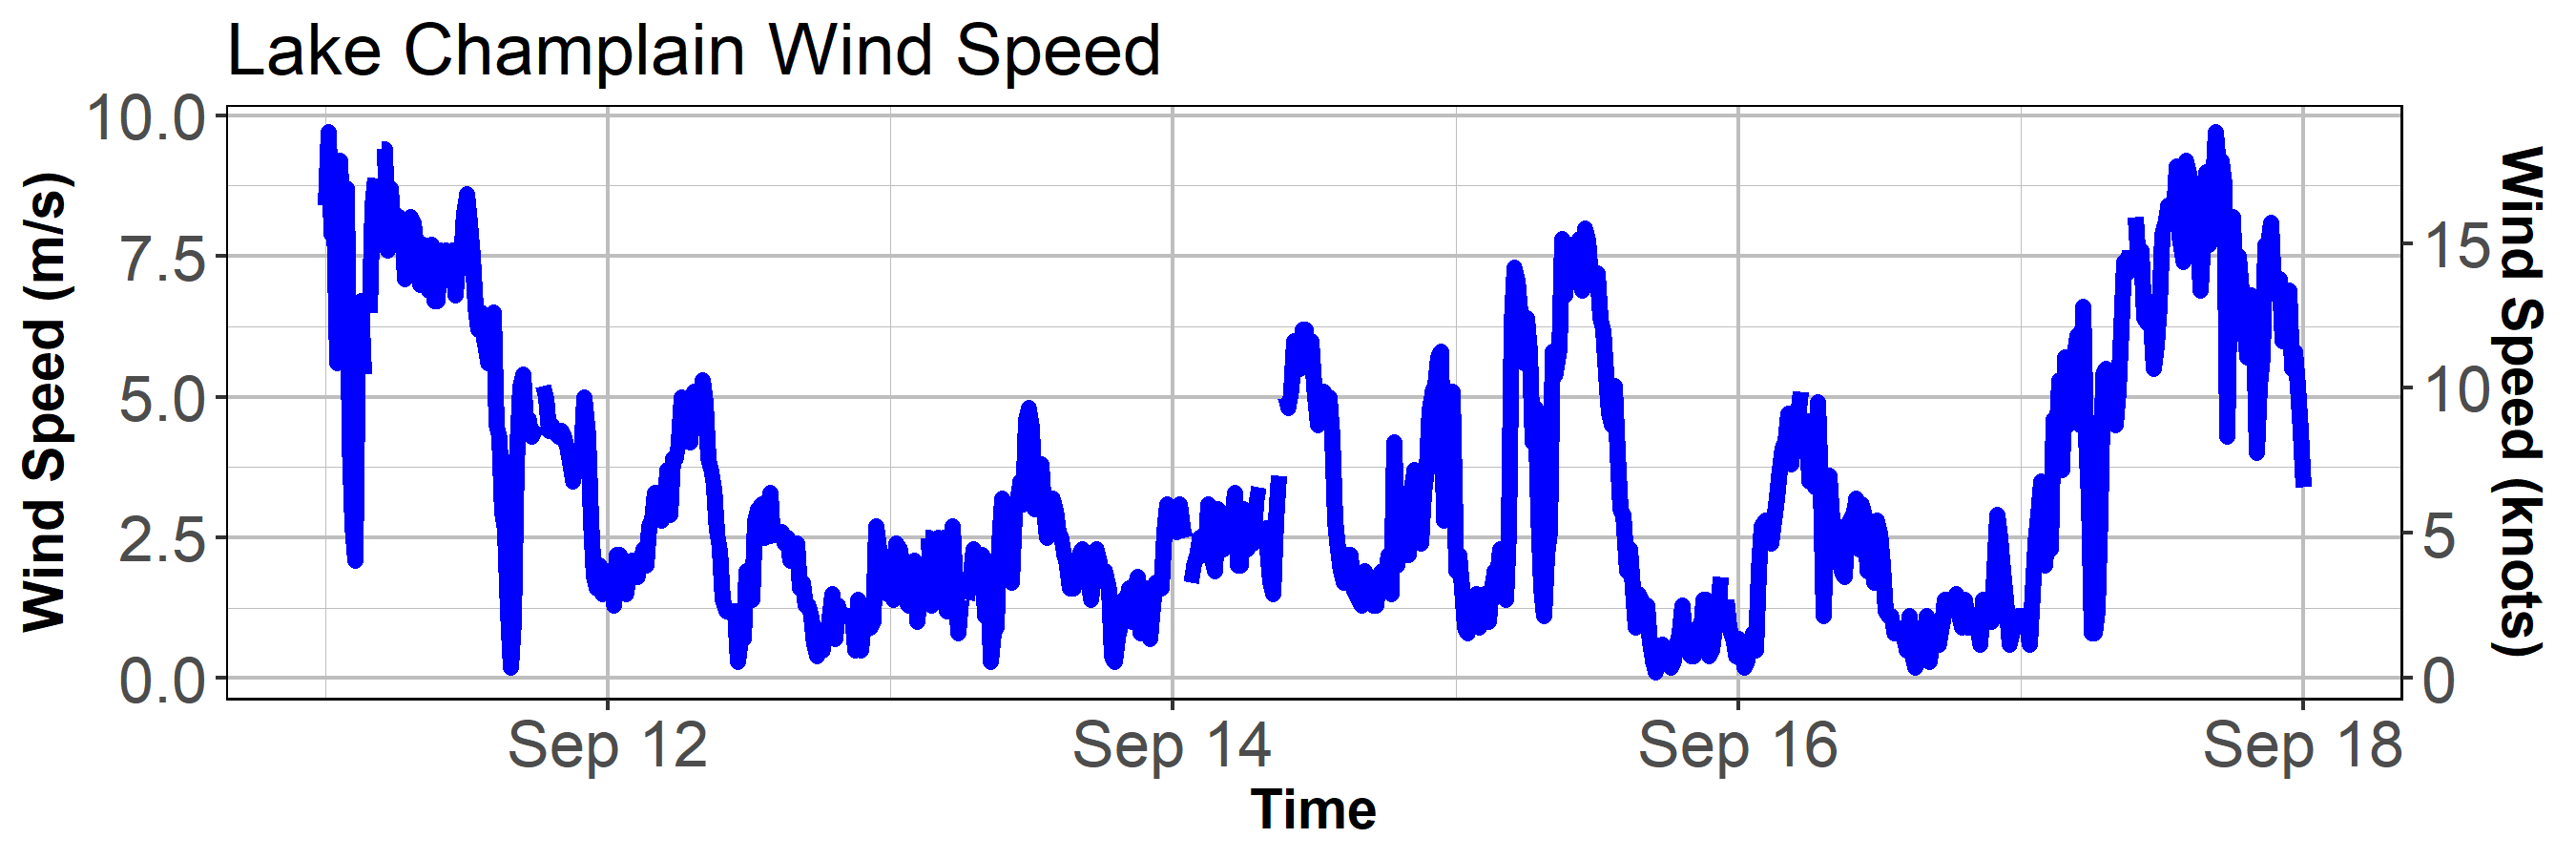 Lake Champlain Wind Speed
Wind Speed (m/s)
10.0
7.5
5.0
2.5
0.0
15
10
5
0
Wind Speed (knots)
Sep 12
Sep 14
Sep 16
Sep 18
Time